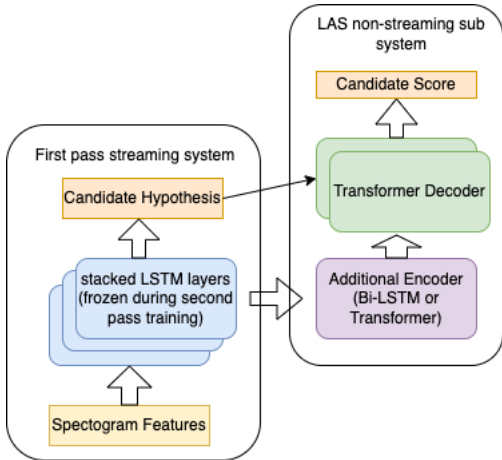 LAS non-streaming sub
system
Candidate Score
Transformer Decoder
Additional Encoder
(Bi-LSTM or
Transformer)
First pass streaming system
Candidate Hypothesis
stacked LSTM layers
(frozen during second
pass training)
Spectogram Features